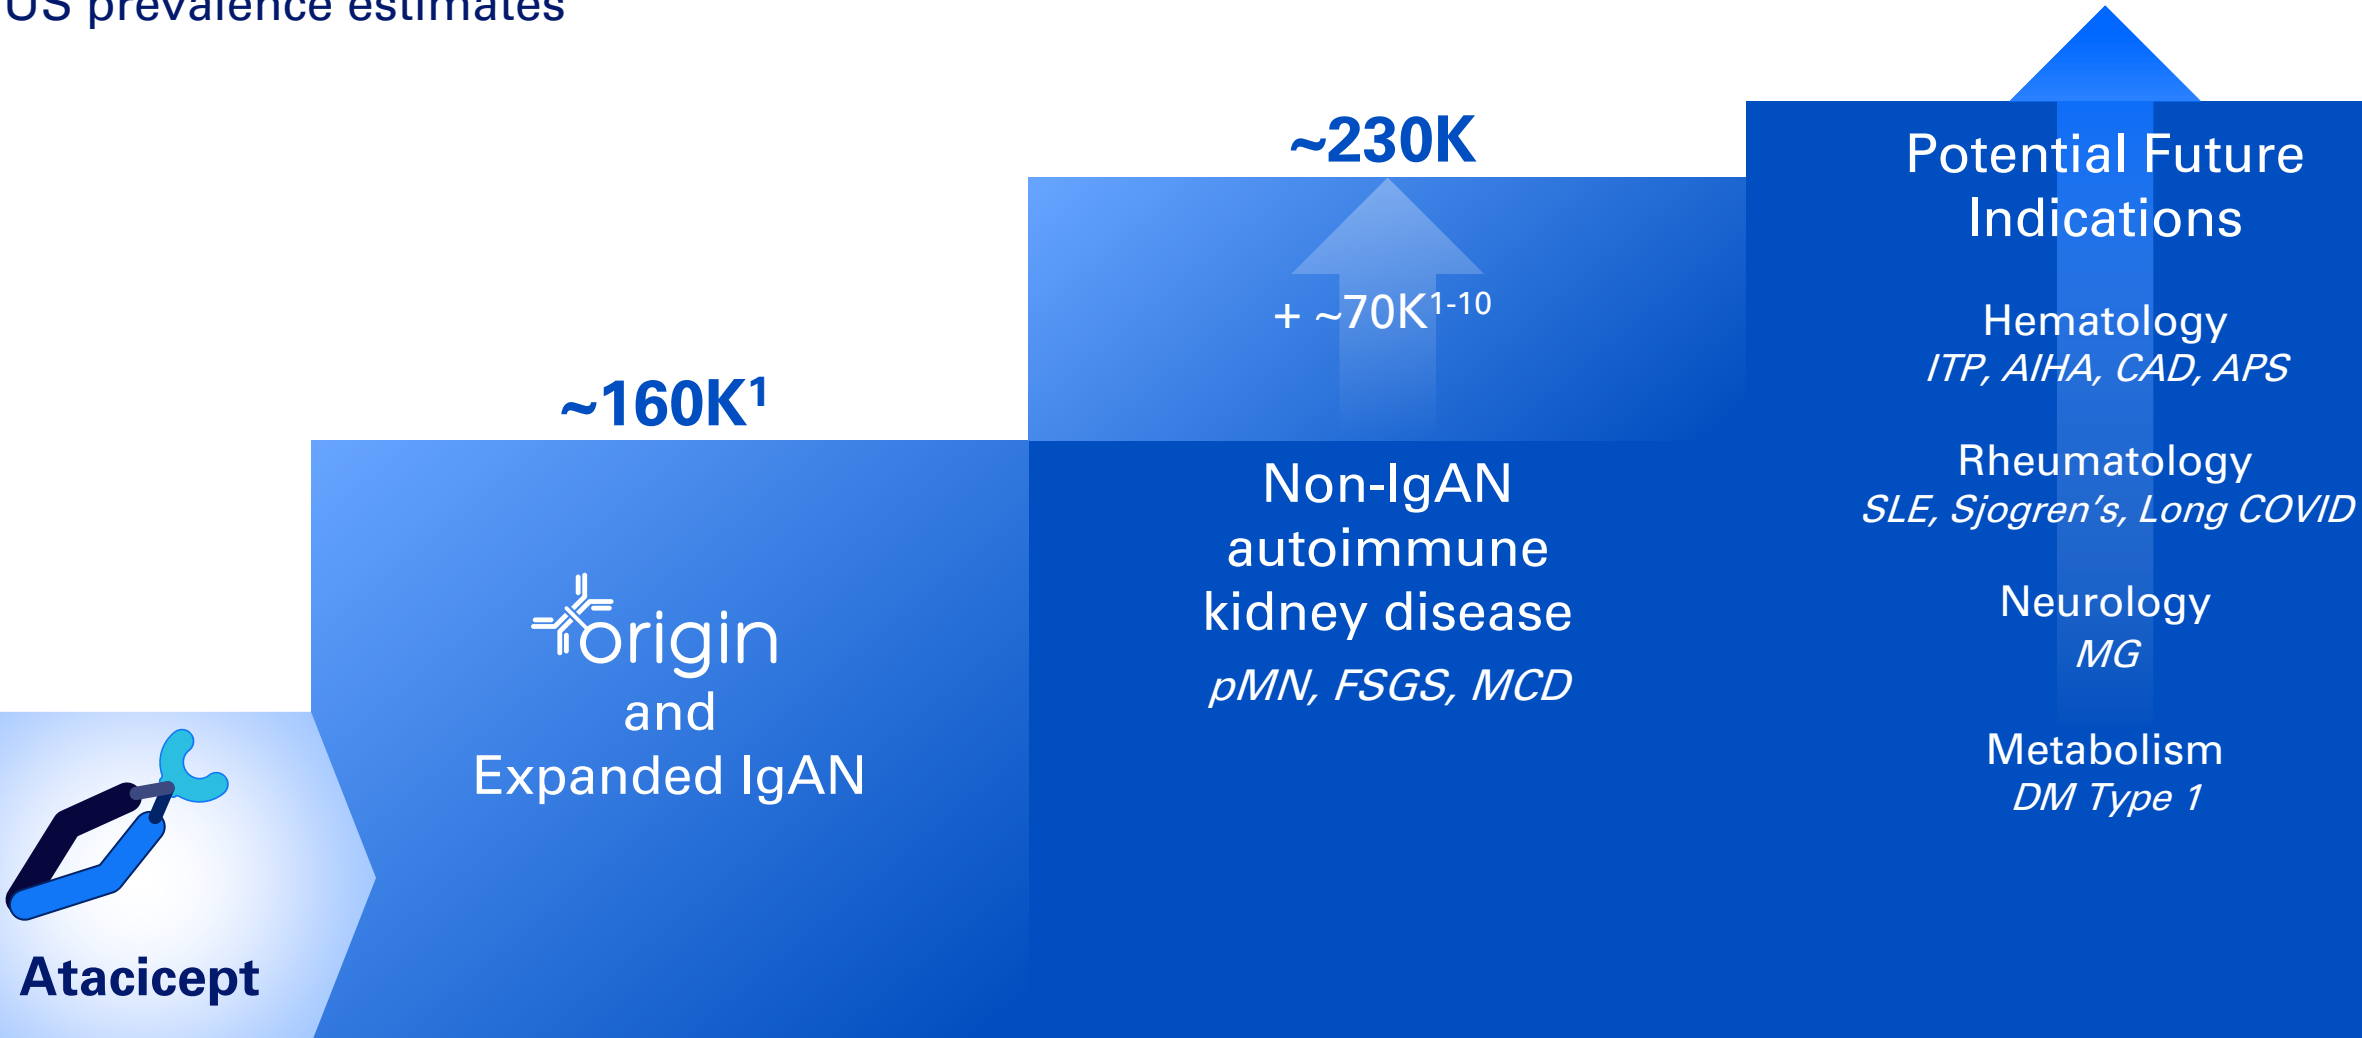 US prevalence estimates
~230K
+ ~70K1-10
~160K1
origin
and
Expanded IgAN
Atacicept
Non-IgAN
autoimmune
kidney disease
pMN, FSGS, MCD
Potential Future
Indications
Hematology
ITP, AIHA, CAD, APS
Rheumatology
SLE, Sjogren’s, Long COVID
Neurology
MG
Metabolism
DM Type 1